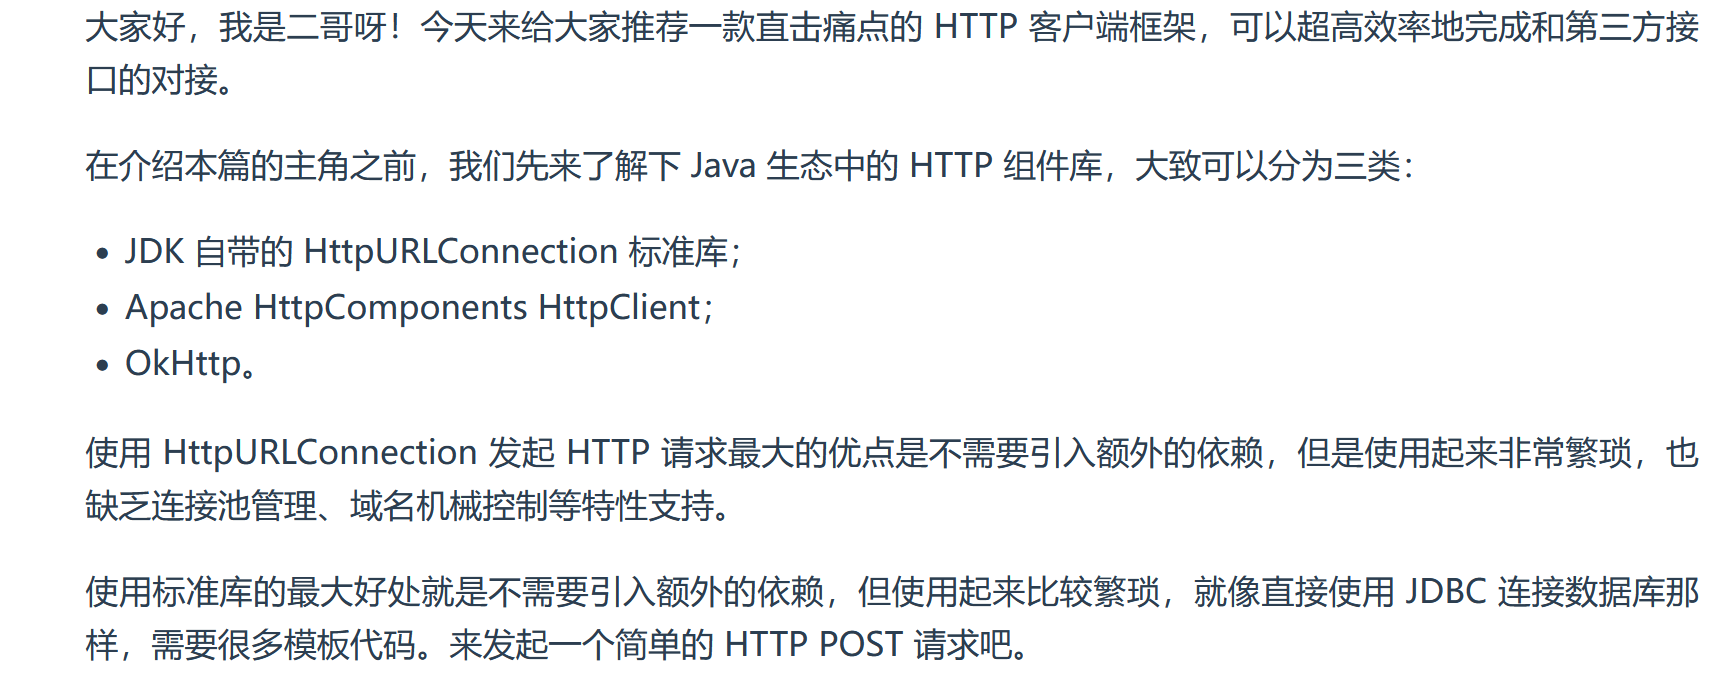 大家好，我是二哥呀！今天来给大家推荐一款直击痛点的 HTTP 客户端框架，可以超高效率地完成和第三方接
口的对接。
在介绍本篇的主角之前，我们先来了解下 Java 生态中的 HTTP 组件库，大致可以分为三类：
• JDK 自带的 HttpURLConnection 标准库；
• Apache HttpComponents HttpClient；
• OkHttp。
使用 HttpURLConnection 发起 HTTP 请求最大的优点是不需要引入额外的依赖，但是使用起来非常繁琐，也
缺乏连接池管理、域名机械控制等特性支持。
使用标准库的最大好处就是不需要引入额外的依赖，但使用起来比较繁琐，就像直接使用 JDBC 连接数据库那
样，需要很多模板代码。来发起一个简单的 HTTP POST 请求吧。